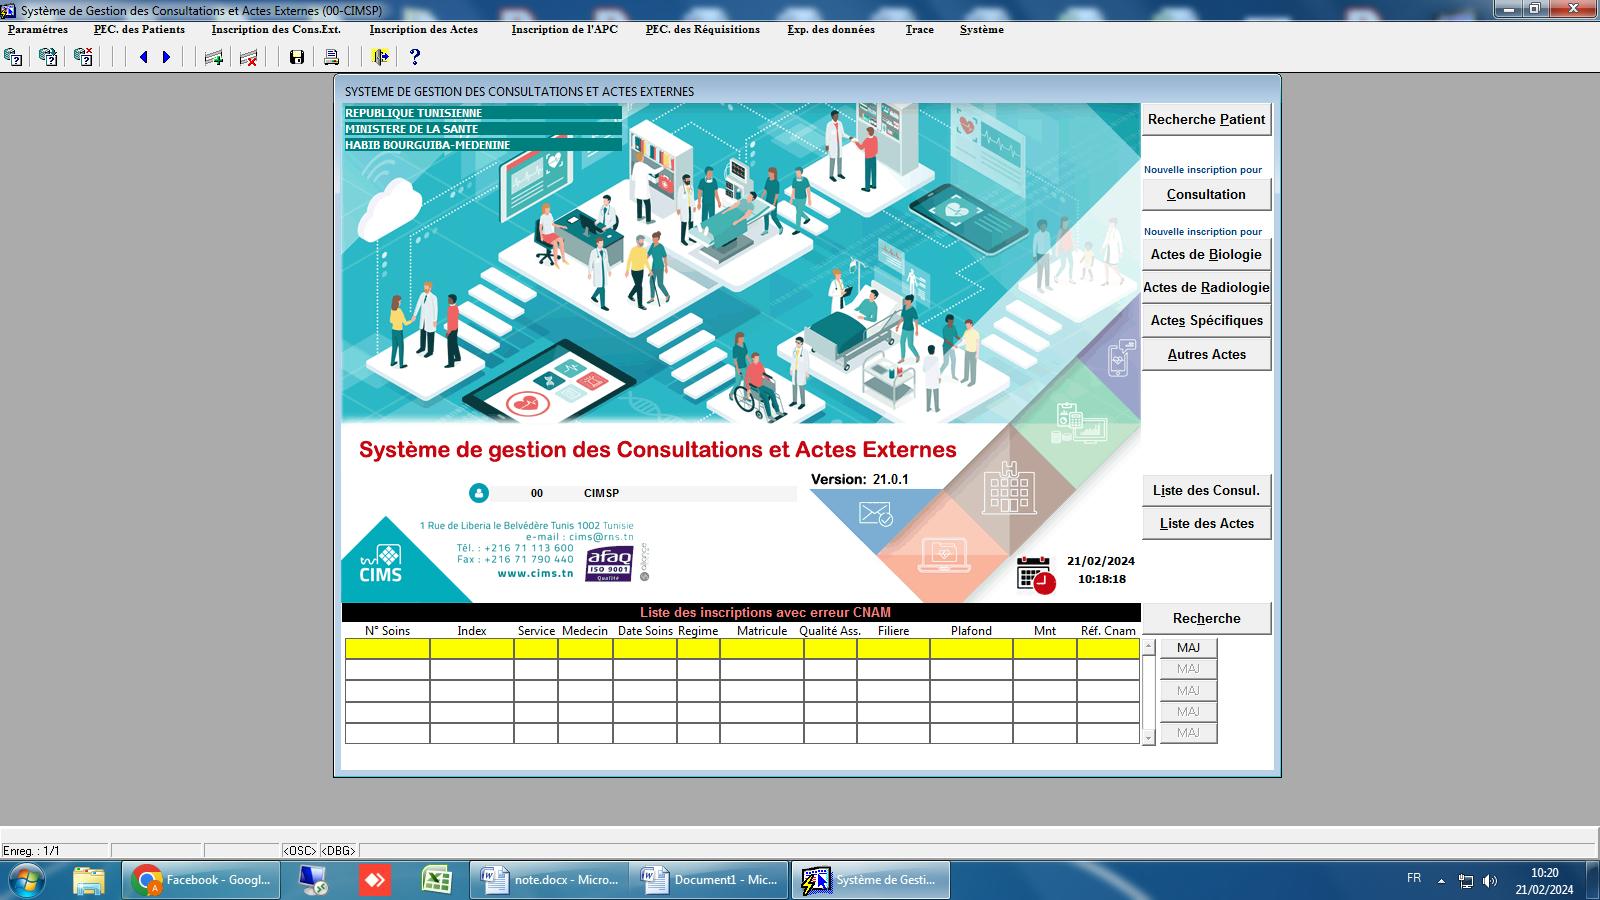 Système de Gestion des Consultations et Actes Externes (00-CIMSP)
Paramétres PEC. des Patients Inscription des Cons.Ext. Inscription des Actes Inscription de l'APC PEC. des Réquisitions Exp. des données Trace Système
SYSTEME DE GESTION DES CONSULTATIONS ET ACTES EXTERNES
REPUBLIQUE TUNISIENNE
MINISTERE DE LA SANTE
HABIB BOURGUIBA-MEDENINE
Recherche Patient
Nouvelle inscription pour
Consultation
Nouvelle inscription pour
Actes de Biologie
Actes de Radiologie
Actes Spécifiques
Autres Actes
Système de gestion des Consultations et Actes Externes
Version: 21.0.1
00 CIMSP
Liste des Consul.
Liste des Actes
1 Rue de Liberia le Belvédère Tunis 1002 Tunisie
e-mail : cims@rns.tn
Tél. : +216 71 113 600
Fax : +216 71 790 440
www.cims.tn
CIMS
afaq
ISO 9001
Qualité
21/02/2024
10:18:18
Liste des inscriptions avec erreur CNAM
Recherche
N° Soins Index Service Medecin Date Soins Regime Matricule Qualité Ass. Filiere Plafond Mnt Réf. Cnam
MAJ
MAJ
MAJ
MAJ
MAJ
Enreg. : 1/1 <OSC> <DBG>
Facebook - Googl... note.docx - Micro... Document1 - Mic... Système de Gesti... FR
10:20
21/02/2024